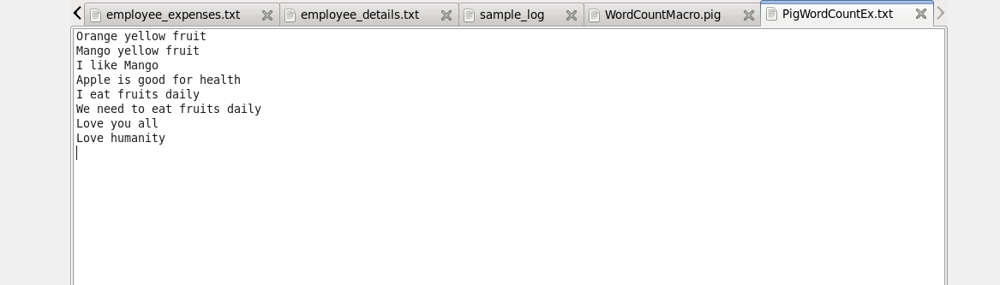 employee_expenses.txt employee_details.txt sample_log WordCountMacro.pig PigWordCountEx.txt
Orange yellow fruit
Mango yellow fruit
I like Mango
Apple is good for health
I eat fruits daily
We need to eat fruits daily
Love you all
Love humanity